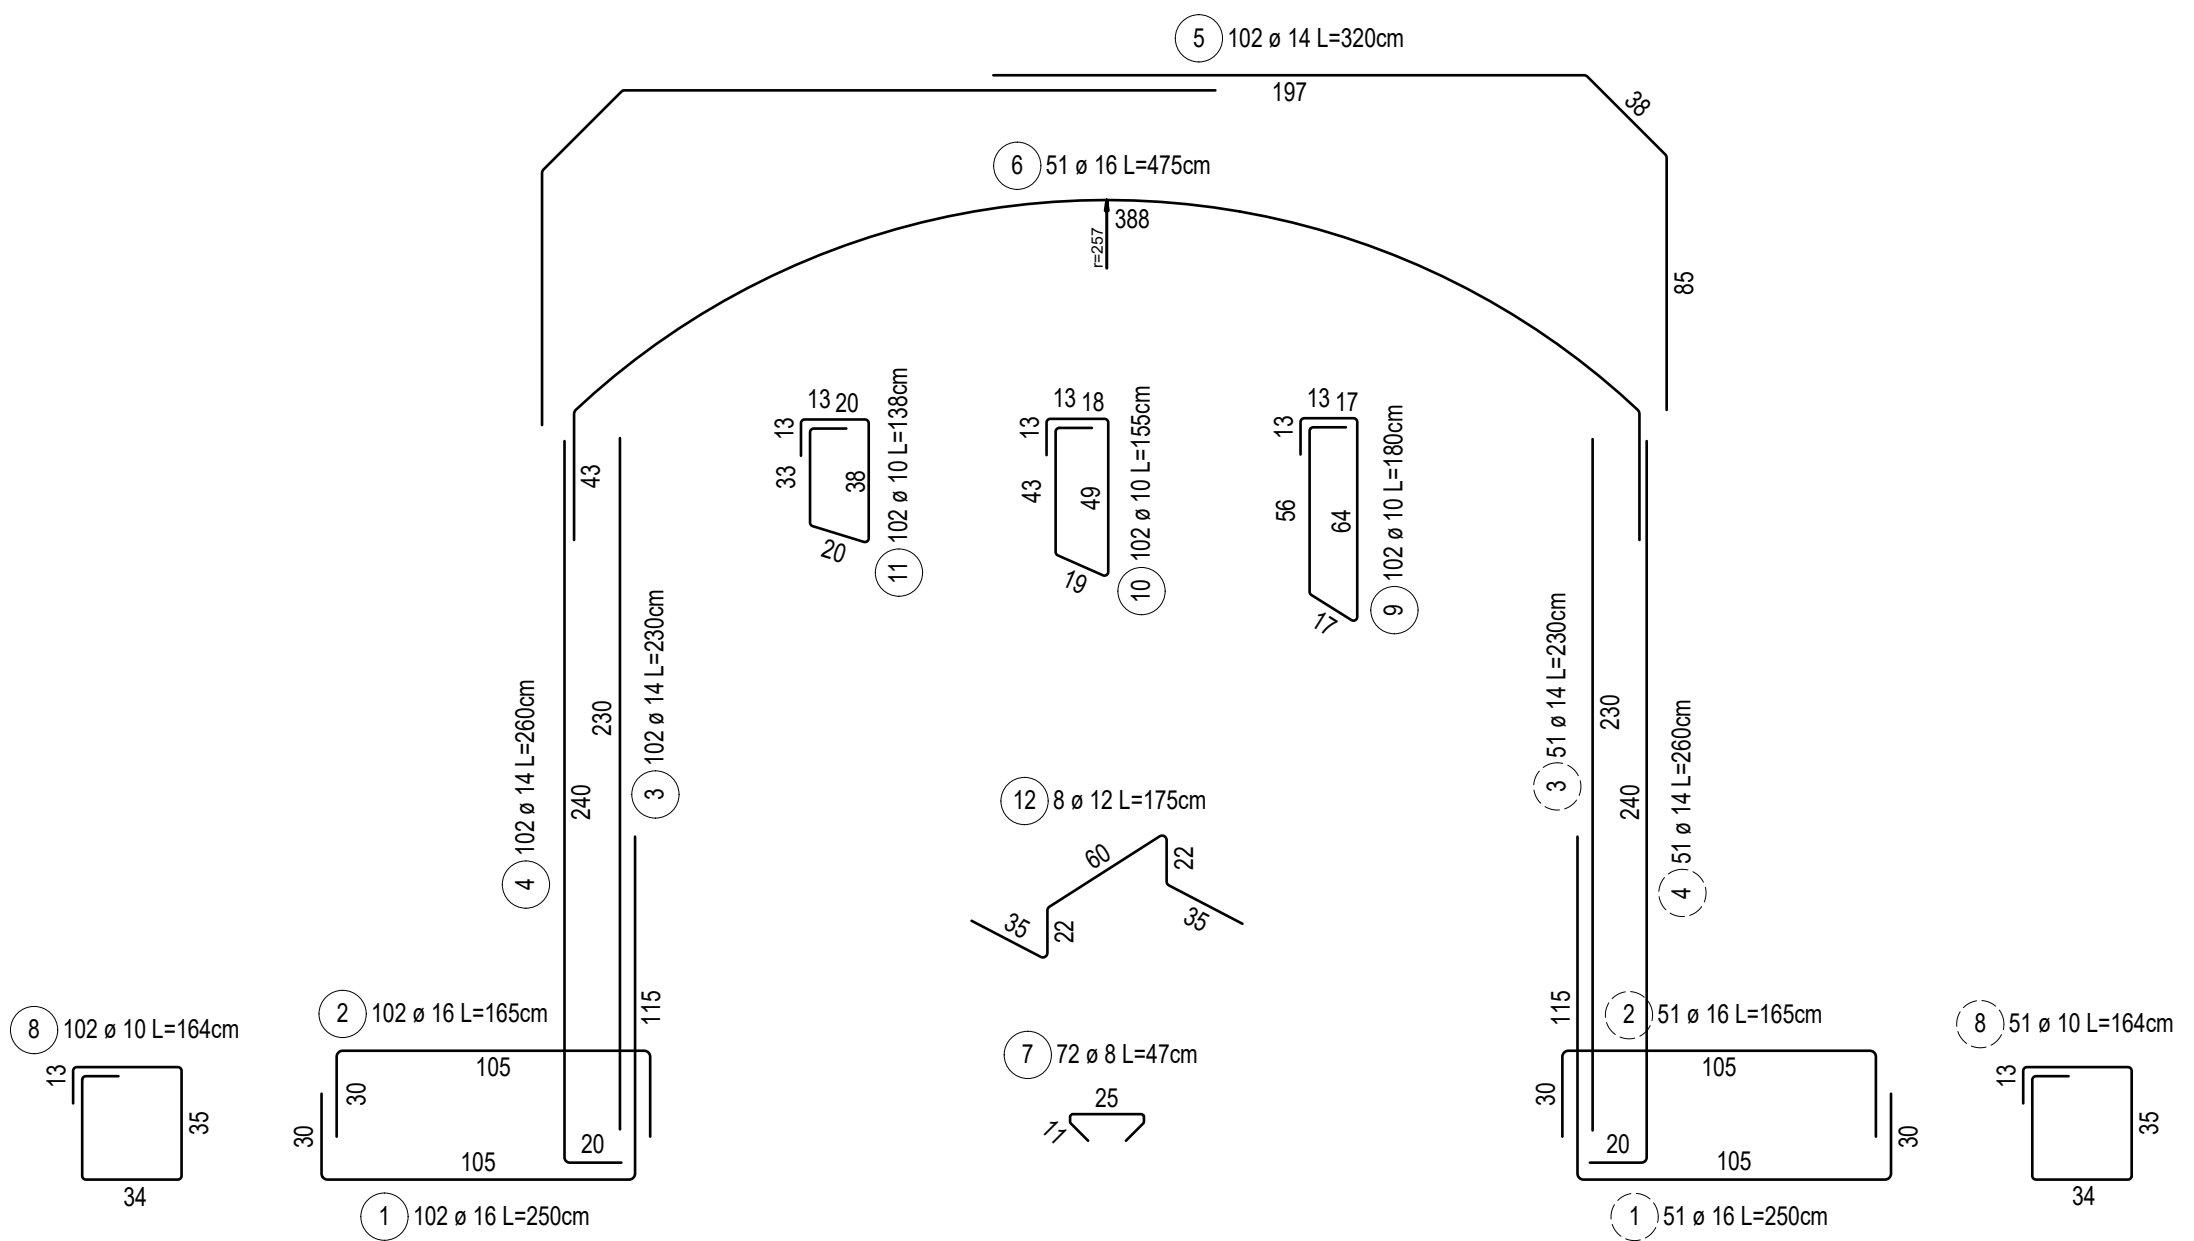 5 102 ø 14 L=320cm
197
38
85
6 51 ø 16 L=475cm
388
r=257
43
13 20
13
33
38
20
11 102 ø 10 L=138cm
13 18
13
43
49
19
10 102 ø 10 L=155cm
13 17
13
56
64
17
9 102 ø 10 L=180cm
4 102 ø 14 L=260cm
240
230
3 102 ø 14 L=230cm
3 51 ø 14 L=230cm
230
240
4 51 ø 14 L=260cm
12 8 ø 12 L=175cm
60
22
35
22
35
8 102 ø 10 L=164cm
13
35
34
2 102 ø 16 L=165cm
115
105
30
30
20
105
1 102 ø 16 L=250cm
7 72 ø 8 L=47cm
25
11
115
2 51 ø 16 L=165cm
105
30
30
20
105
1 51 ø 16 L=250cm
8 51 ø 10 L=164cm
13
35
34